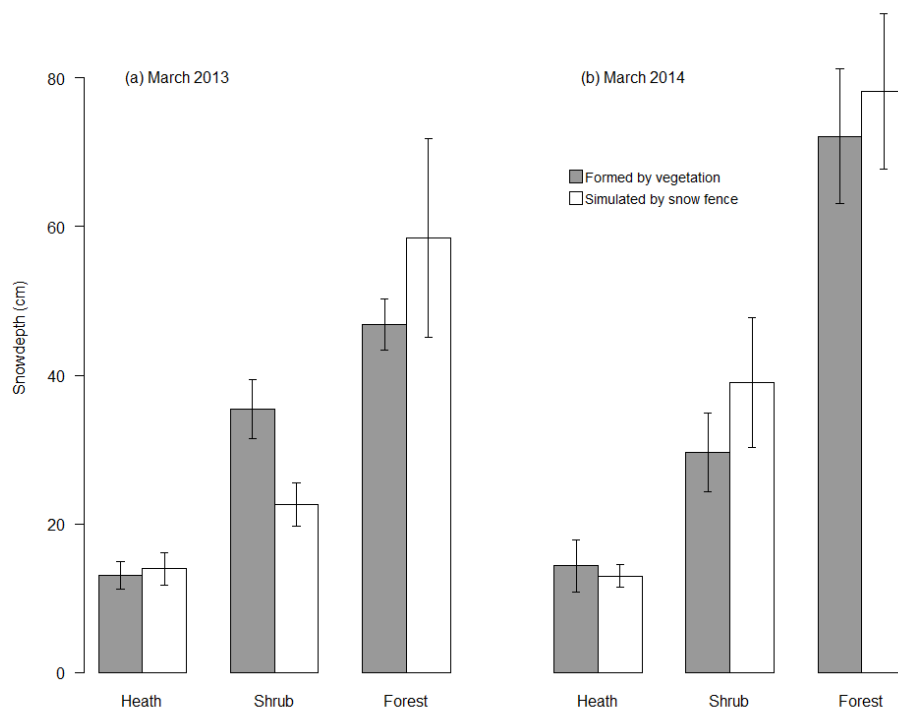 (a) March 2013
(b) March 2014
Formed by vegetation
Simulated by snow fence
Snowdepth (cm)
80
60
40
20
0
Heath Shrub Forest Heath Shrub Forest